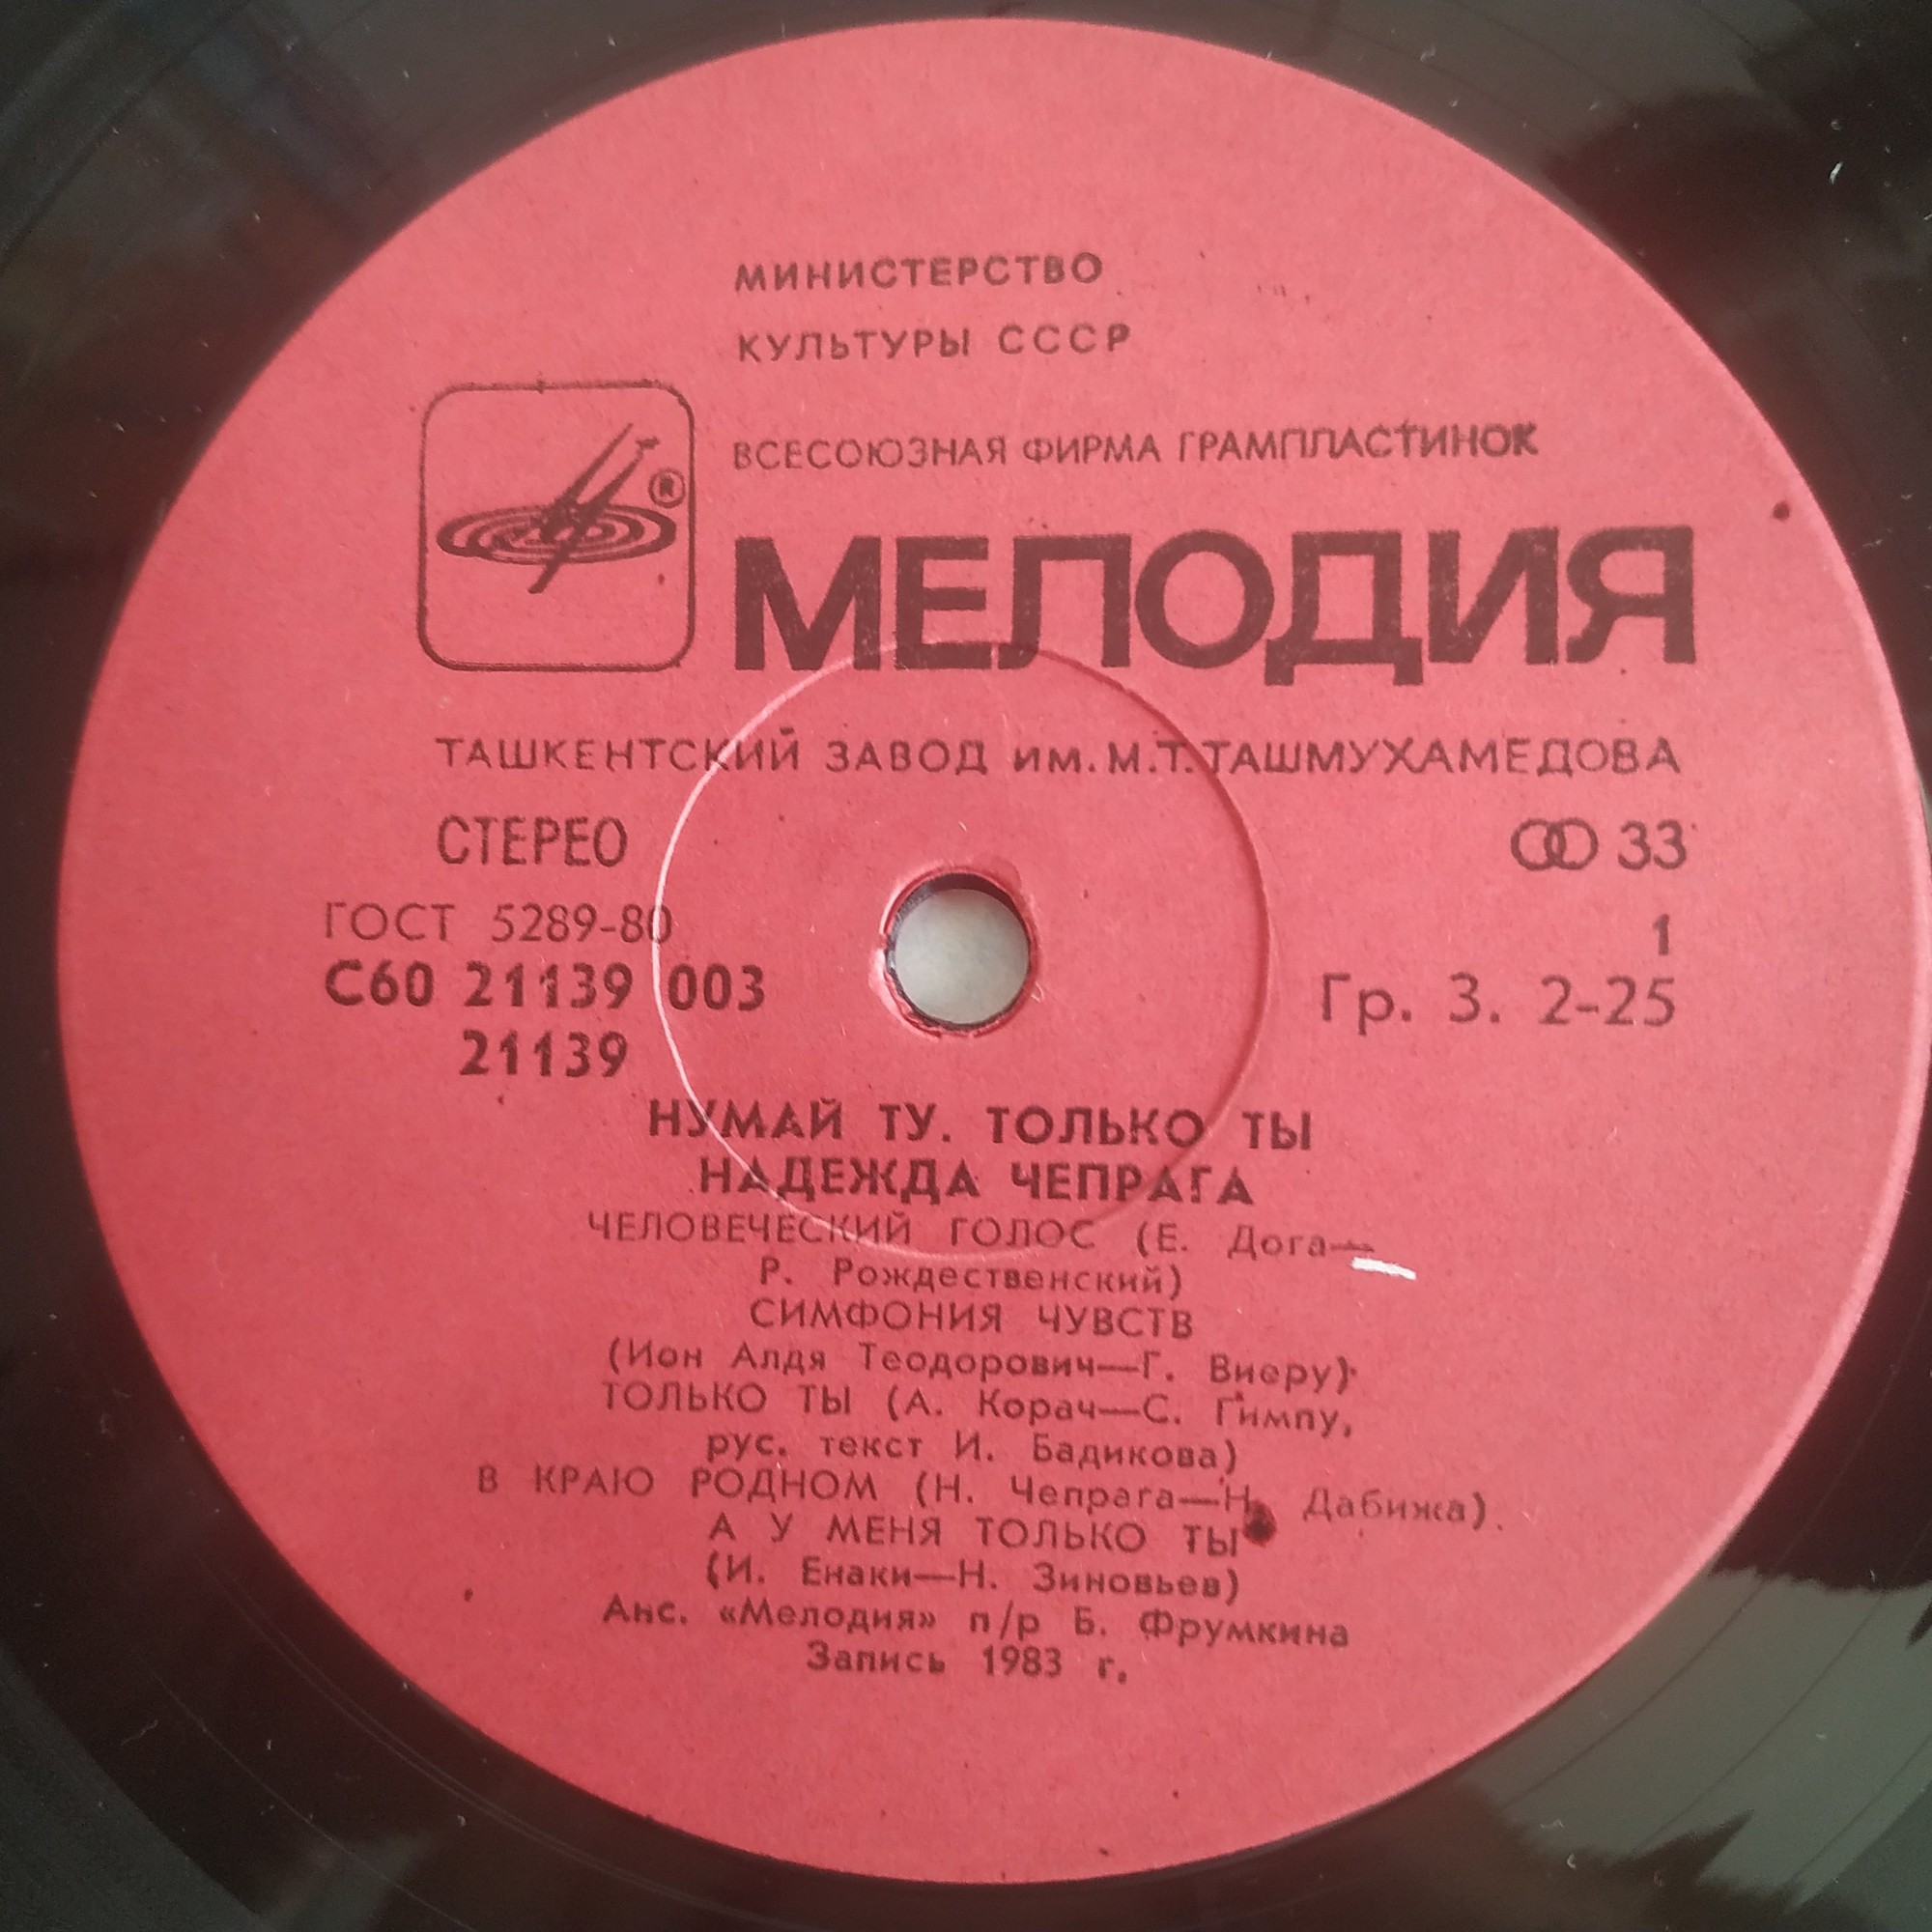 МИНИСТЕРСТВО
КУЛЬТУРЫ СССР
ВСЕСОЮЗНАЯ ФИРМА ГРАМПЛАСТИНОК
®
МЕЛОДИЯ
ТАШКЕНТСКИЙ ЗАВОД им. М.Т. ТАШМУХАМЕДОВА
СТЕРЕО 33
ГОСТ 5289-80 1
С60 21139 003 Гр. 3. 2-25
21139
НУМАЙ ТУ. ТОЛЬКО ТЫ
НАДЕЖДА ЧЕПРАГА
ЧЕЛОВЕЧЕСКИЙ ГОЛОС (Е. Дога—
Р. Рождественский)
СИМФОНИЯ ЧУВСТВ
(Ион Алдя Теодорович—Г. Виеру)
ТОЛЬКО ТЫ (А. Корач—С. Гимпу,
рус. текст И. Бадикова)
В КРАЮ РОДНОМ (Н. Чепрага—Н. Дабижа)
А У МЕНЯ ТОЛЬКО ТЫ
(И. Енаки—Н. Зиновьев)
Анс. «Мелодия» п/р Б. Фрумкина
Запись 1983 г.